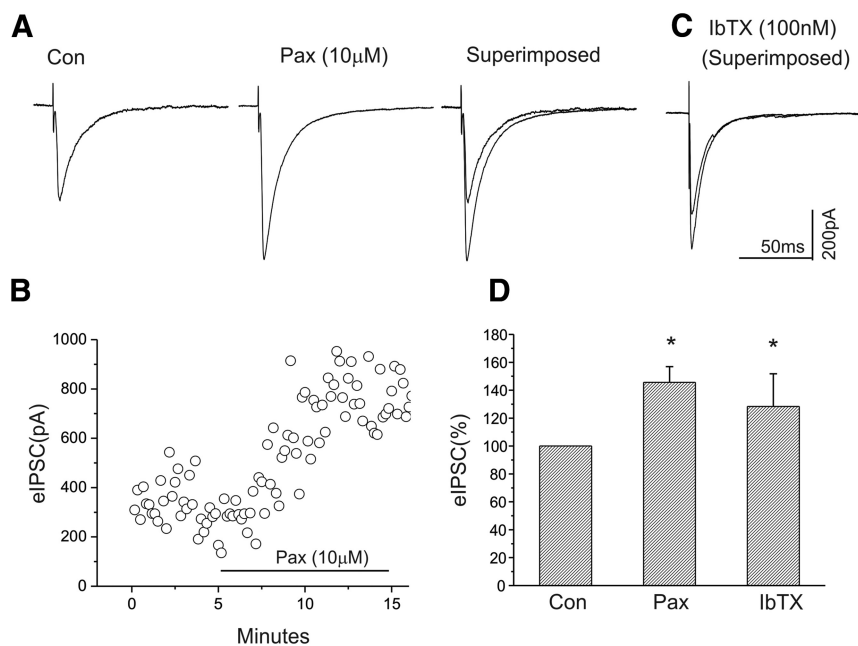 A
Con
Pax (10μM)
Superimposed
C
IbTX (100nM)
(Superimposed)
50ms
200pA
B
eIPSC(pA)
1000
800
600
400
200
0
Pax (10μM)
0
5
10
15
Minutes
D
eIPSC(%)
180
160
140
120
100
80
60
40
20
0
*
*
Con
Pax
IbTX